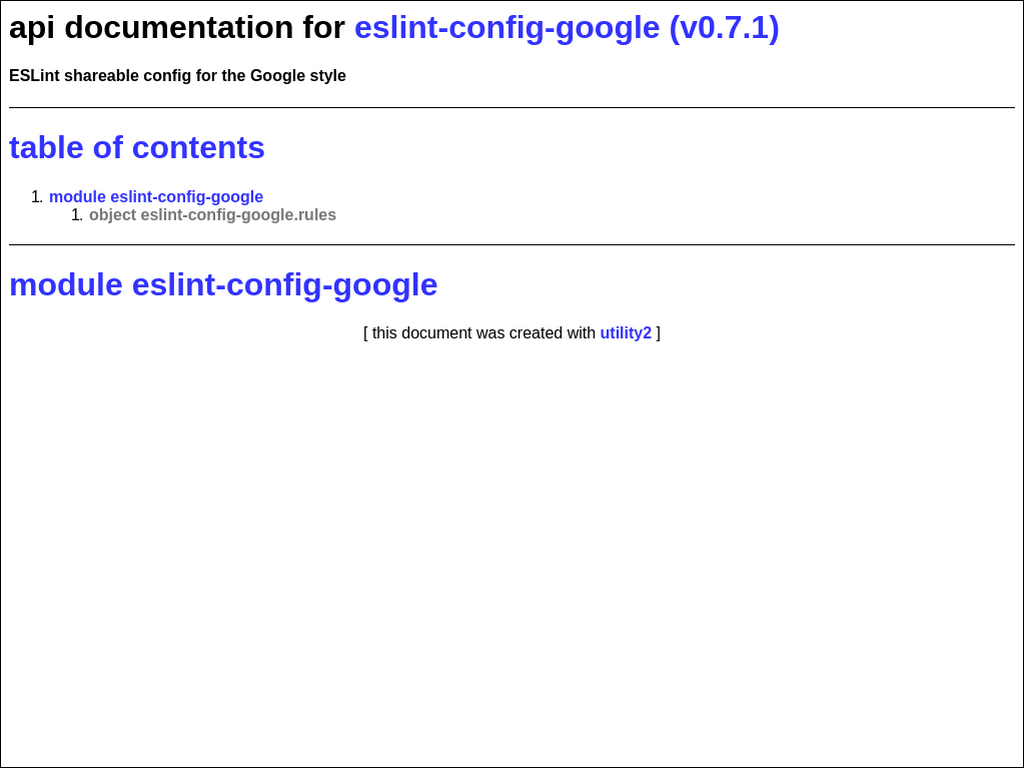 api documentation for eslint-config-google (v0.7.1)
ESLint shareable config for the Google style
table of contents
1. module eslint-config-google
1. object eslint-config-google.rules
module eslint-config-google
[ this document was created with utility2 ]